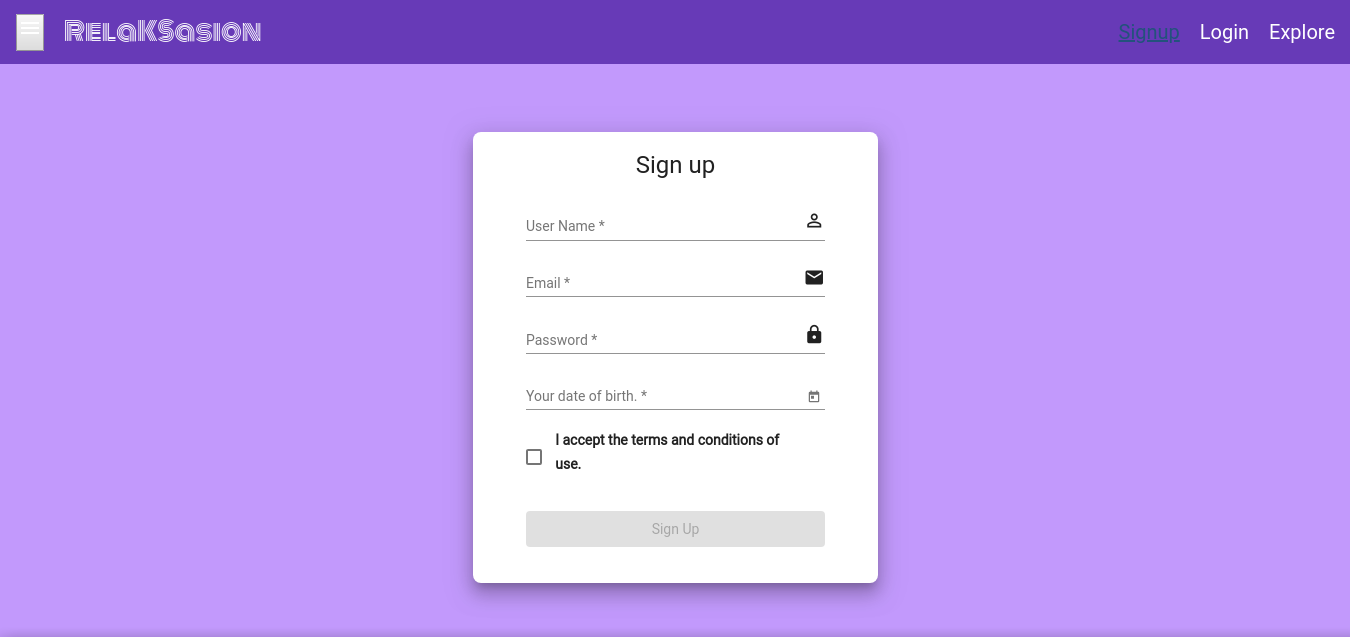 RelaKSasion
Signup Login Explore
Sign up
User Name *
Email *
Password *
Your date of birth. *
I accept the terms and conditions of
use.
Sign Up